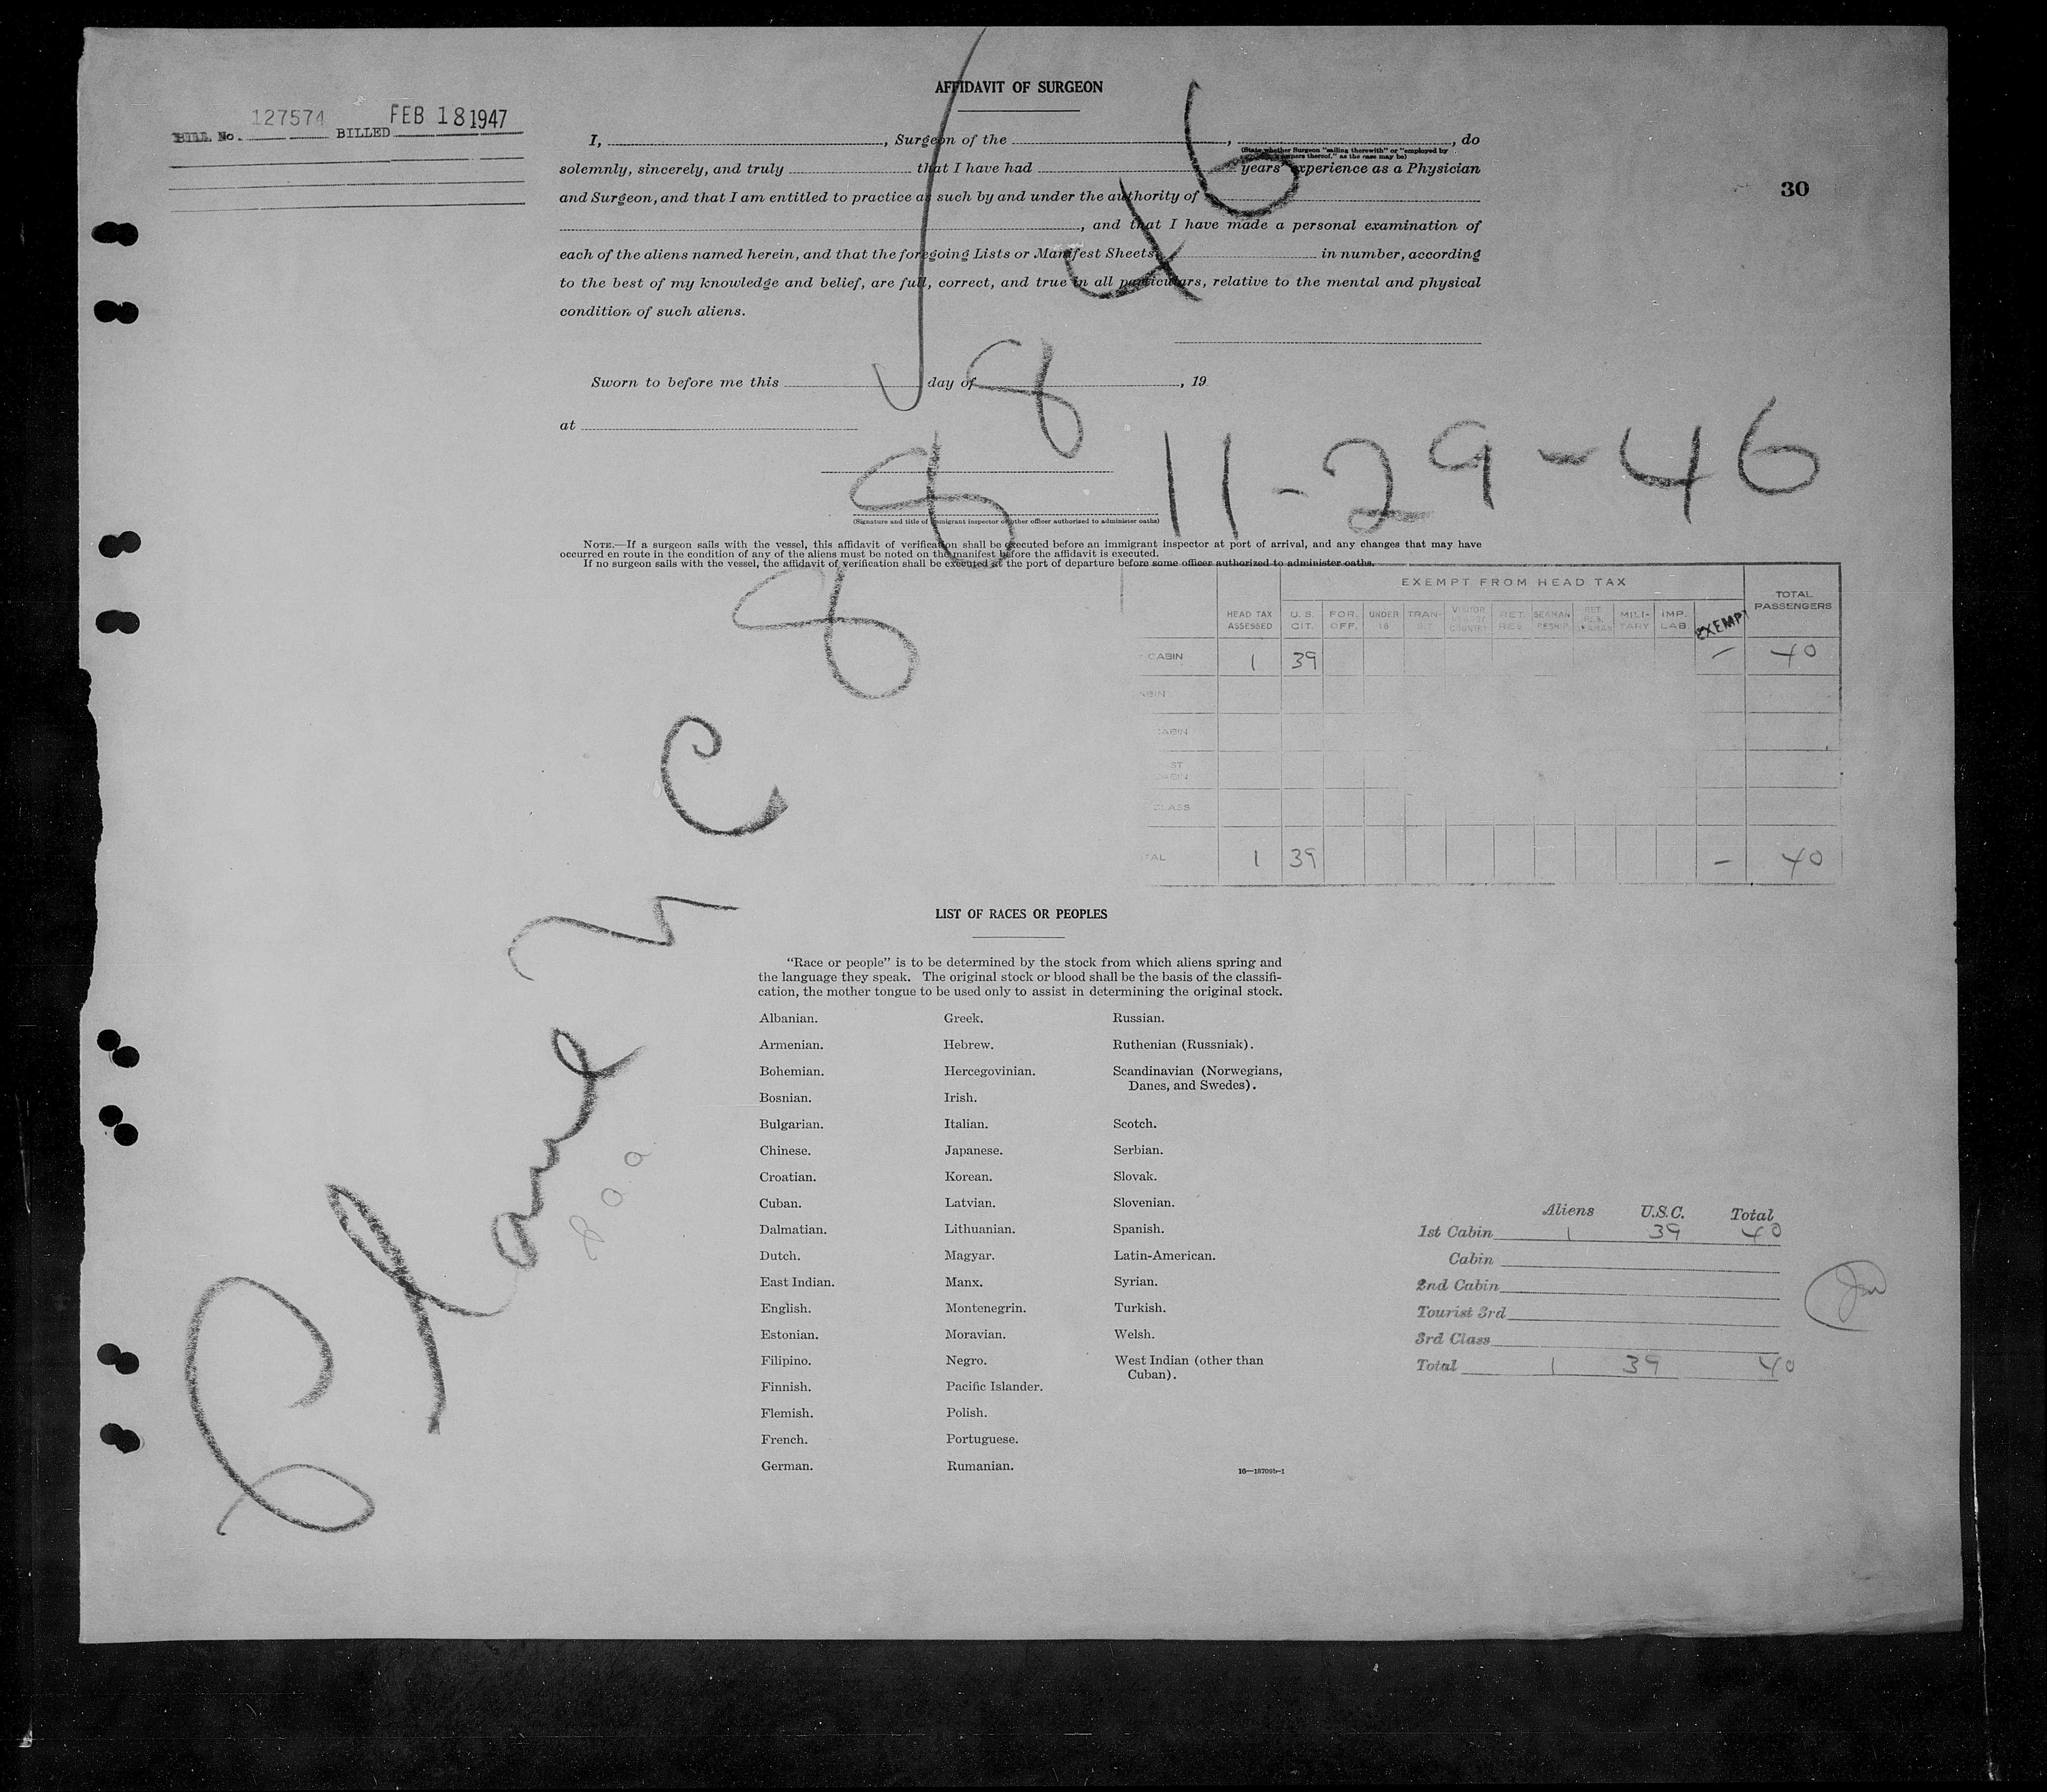 AFFIDAVIT OF SURGEON
BILL No. 127574 BILLED FEB 18 1947
I, , Surgeon of the , , do
(State whether Surgeon "sailing therewith" or "employed by
owners thereof," as the case may be)
solemnly, sincerely, and truly that I have had years' experience as a Physician
and Surgeon, and that I am entitled to practice as such by and under the authority of
, and that I have made a personal examination of
each of the aliens named herein, and that the foregoing Lists or Manifest Sheets, in number, according
to the best of my knowledge and belief, are full, correct, and true in all particulars, relative to the mental and physical
condition of such aliens.
30
Sworn to before me this day of , 19
at
11-29-46
(Signature and title of immigrant inspector or other officer authorized to administer oaths)
NOTE.—If a surgeon sails with the vessel, this affidavit of verification shall be executed before an immigrant inspector at port of arrival, and any changes that may have
occurred en route in the condition of any of the aliens must be noted on the manifest before the affidavit is executed.
If no surgeon sails with the vessel, the affidavit of verification shall be executed at the port of departure before some officer authorized to administer oaths.
Plane NC 88846
EXEMPT FROM HEAD TAX
HEAD TAX ASSESSED U. S. CIT. FOR. OFF. UNDER 16 TRAN- SIT RET. RES. SEAMAN MILI- TARY IMP. LAB. EXEMPT TOTAL PASSENGERS
CABIN 1 39 — 40
ABIN
CABIN
CLASS
TAL 1 39 — 40
LIST OF RACES OR PEOPLES
"Race or people" is to be determined by the stock from which aliens spring and
the language they speak. The original stock or blood shall be the basis of the classifi-
cation, the mother tongue to be used only to assist in determining the original stock.
Albanian. Greek. Russian.
Armenian. Hebrew. Ruthenian (Russniak).
Bohemian. Hercegovinian. Scandinavian (Norwegians,
Danes, and Swedes).
Bosnian. Irish.
Bulgarian. Italian. Scotch.
Chinese. Japanese. Serbian.
Croatian. Korean. Slovak.
Cuban. Latvian. Slovenian.
Dalmatian. Lithuanian. Spanish.
Dutch. Magyar. Latin-American.
East Indian. Manx. Syrian.
English. Montenegrin. Turkish.
Estonian. Moravian. Welsh.
Filipino. Negro. West Indian (other than
Cuban).
Finnish. Pacific Islander.
Flemish. Polish.
French. Portuguese.
German. Rumanian.
16—18709b-1
Aliens U.S.C. Total
1st Cabin 1 39 40
Cabin
2nd Cabin
Tourist 3rd
3rd Class
Total 1 39 40